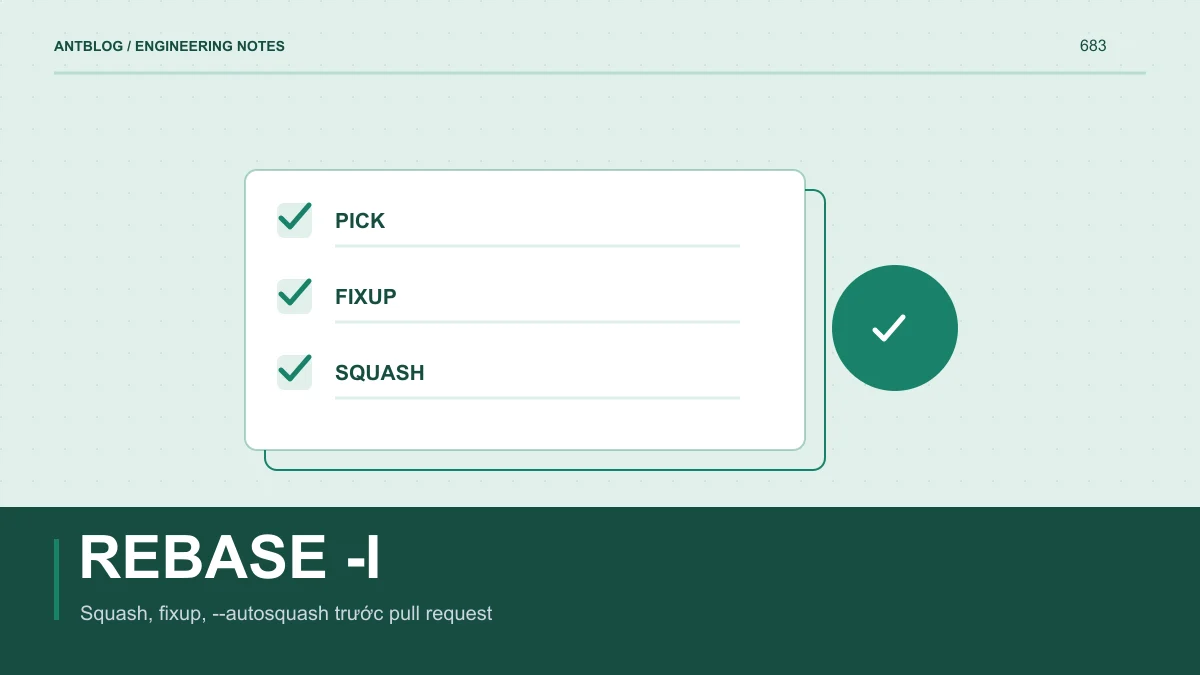 ANTBLOG / ENGINEERING NOTES
683
PICK
FIXUP
SQUASH
REBASE -I
Squash, fixup, --autosquash trước pull request